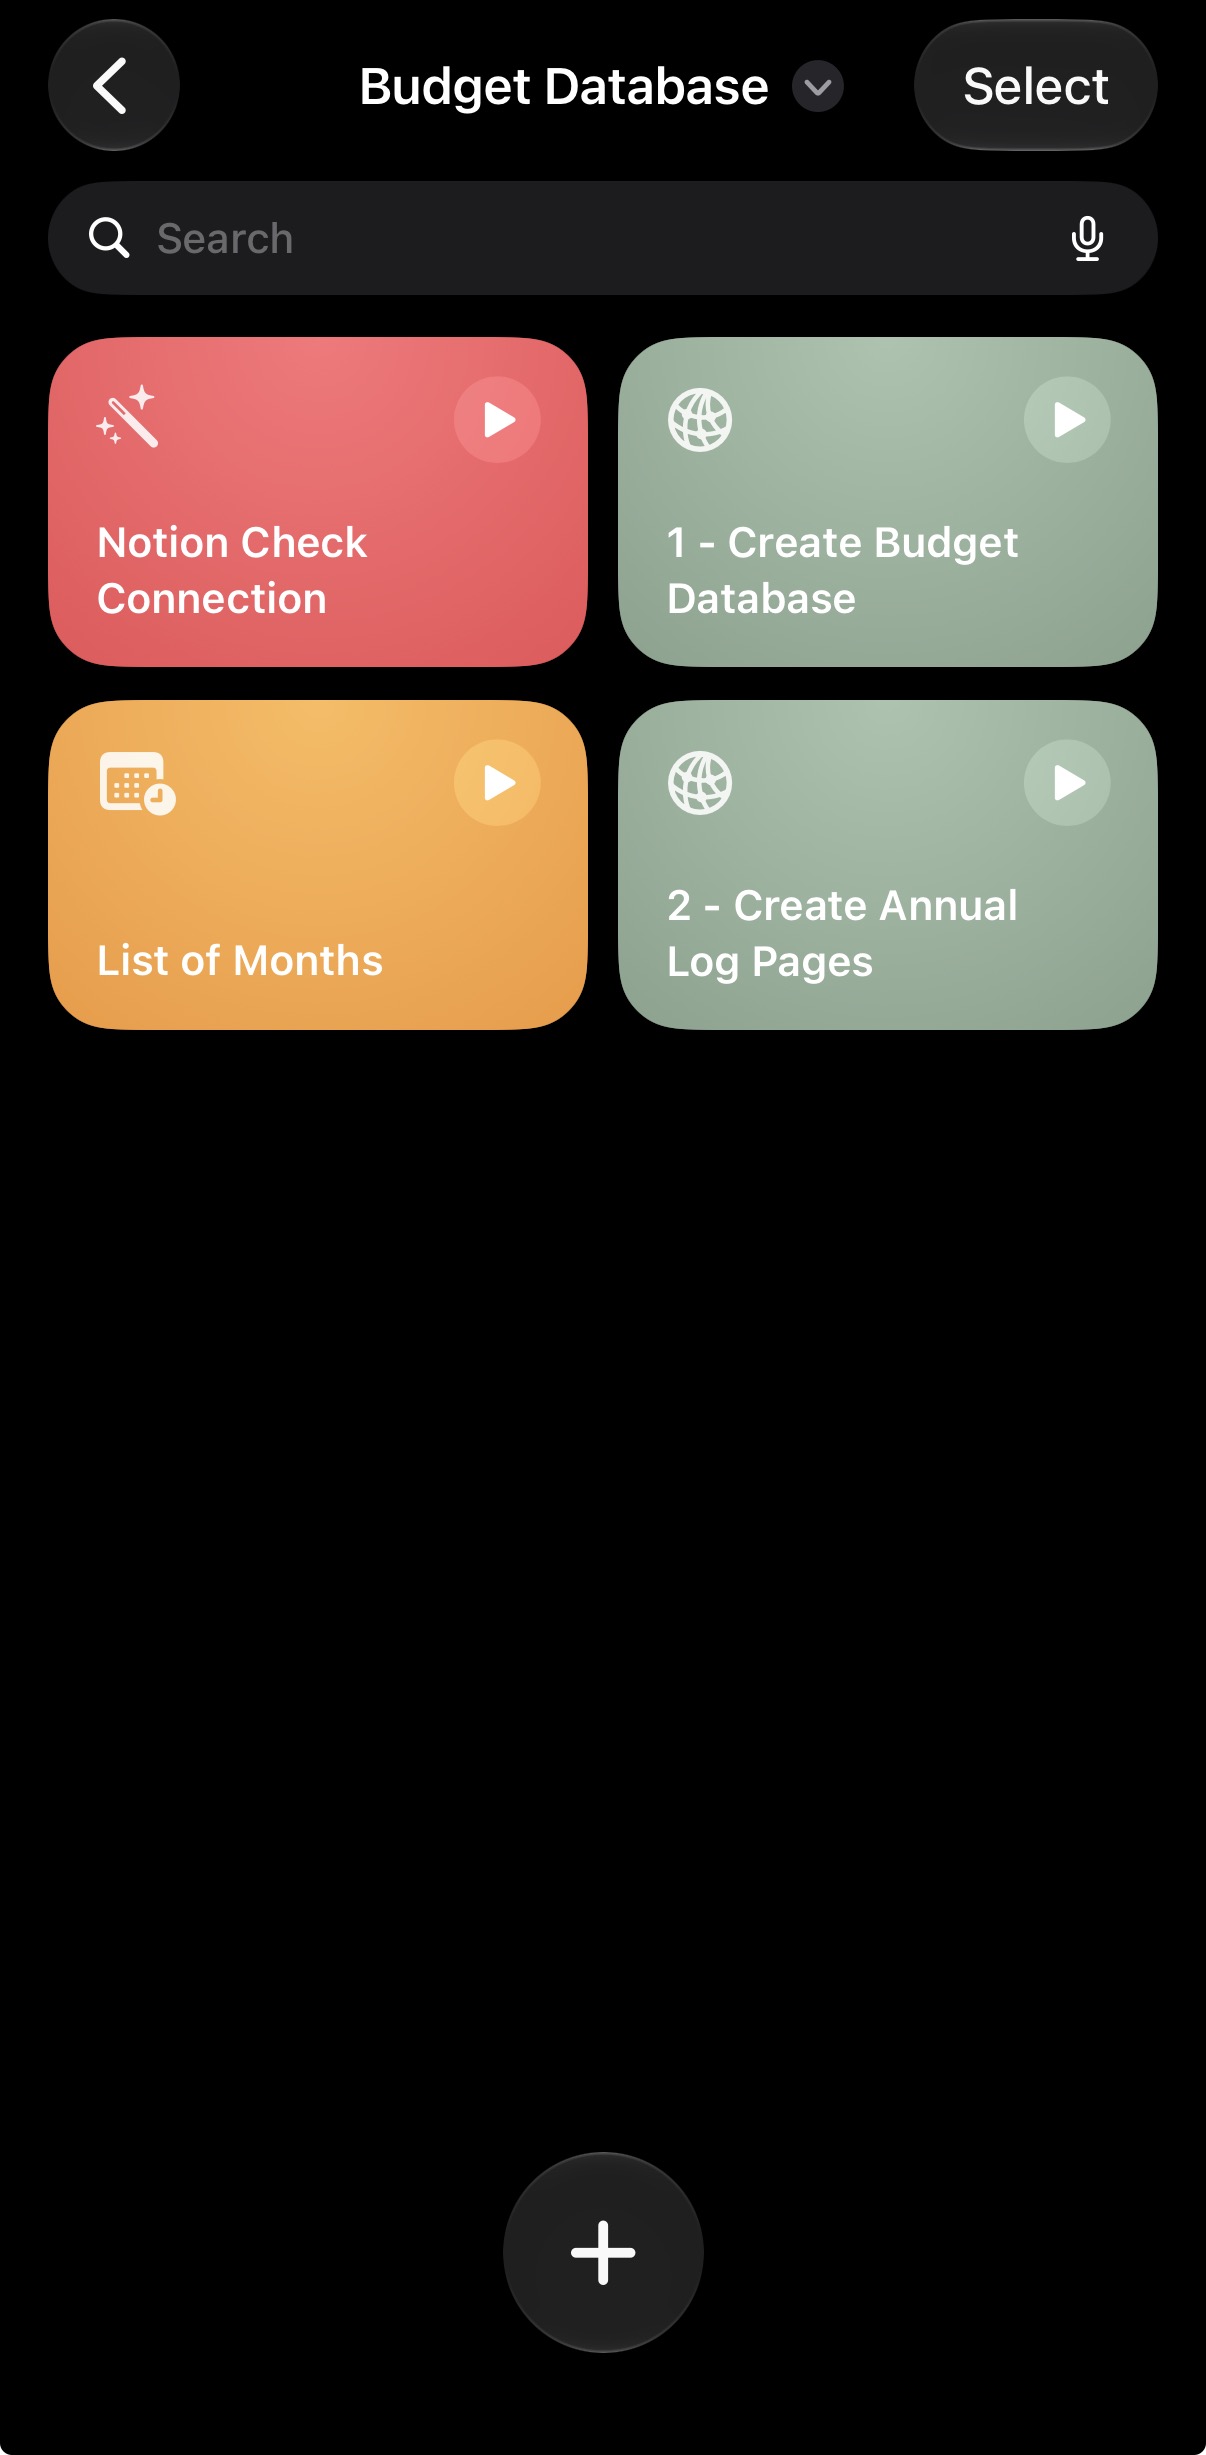 Budget Database
Select
Search
Notion Check
Connection
1 - Create Budget
Database
List of Months
2 - Create Annual
Log Pages